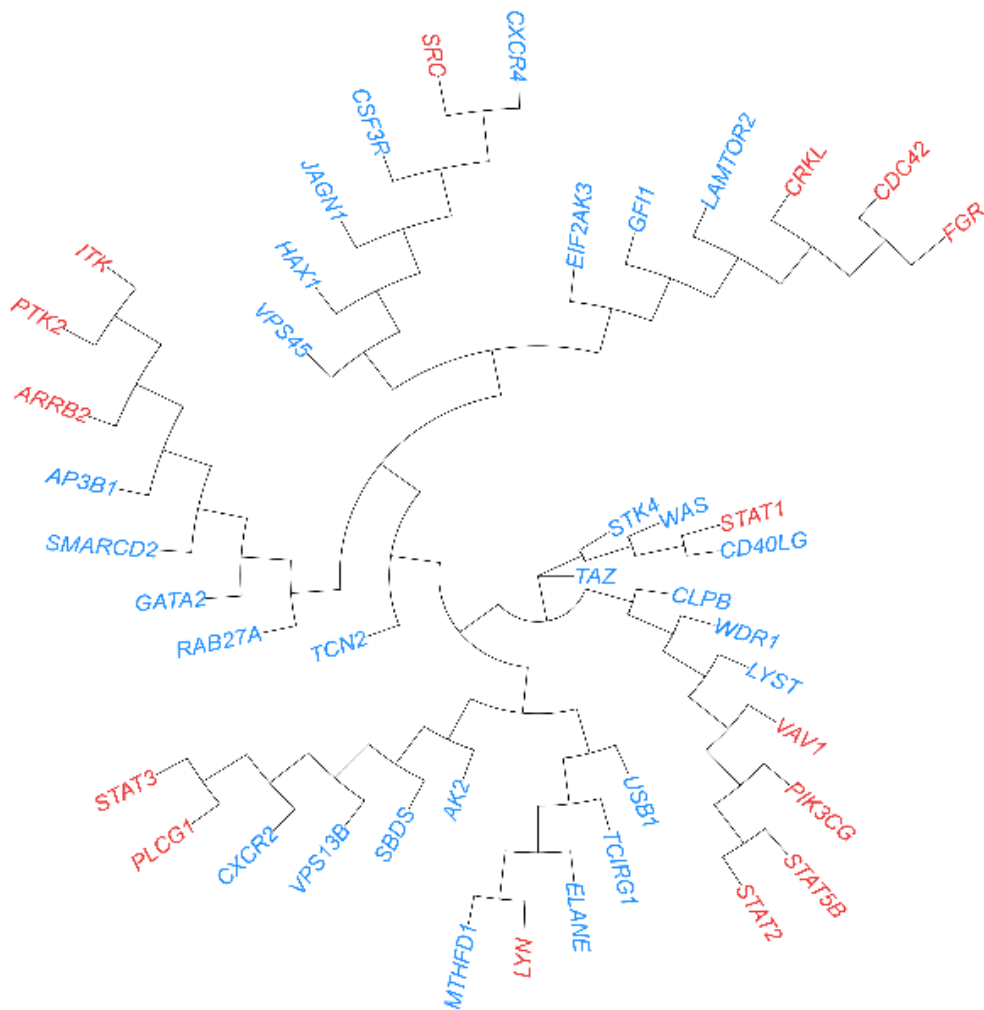 CXCR4
SRC
CSF3R
JAGN1
HAX1
VPS45
EIF2AK3
GFI1
LAMTOR2
CRKL
CDC42
FGR
ITK
PTK2
ARRB2
AP3B1
SMARCD2
GATA2
RAB27A
TCN2
STK4
WAS
STAT1
CD40LG
TAZ
CLPB
WDR1
LYST
VAV1
PIK3CG
STAT5B
STAT2
USB1
TCIRG1
ELANE
LYN
MTHFD1
AK2
SBDS
VPS13B
CXCR2
PLCG1
STAT3